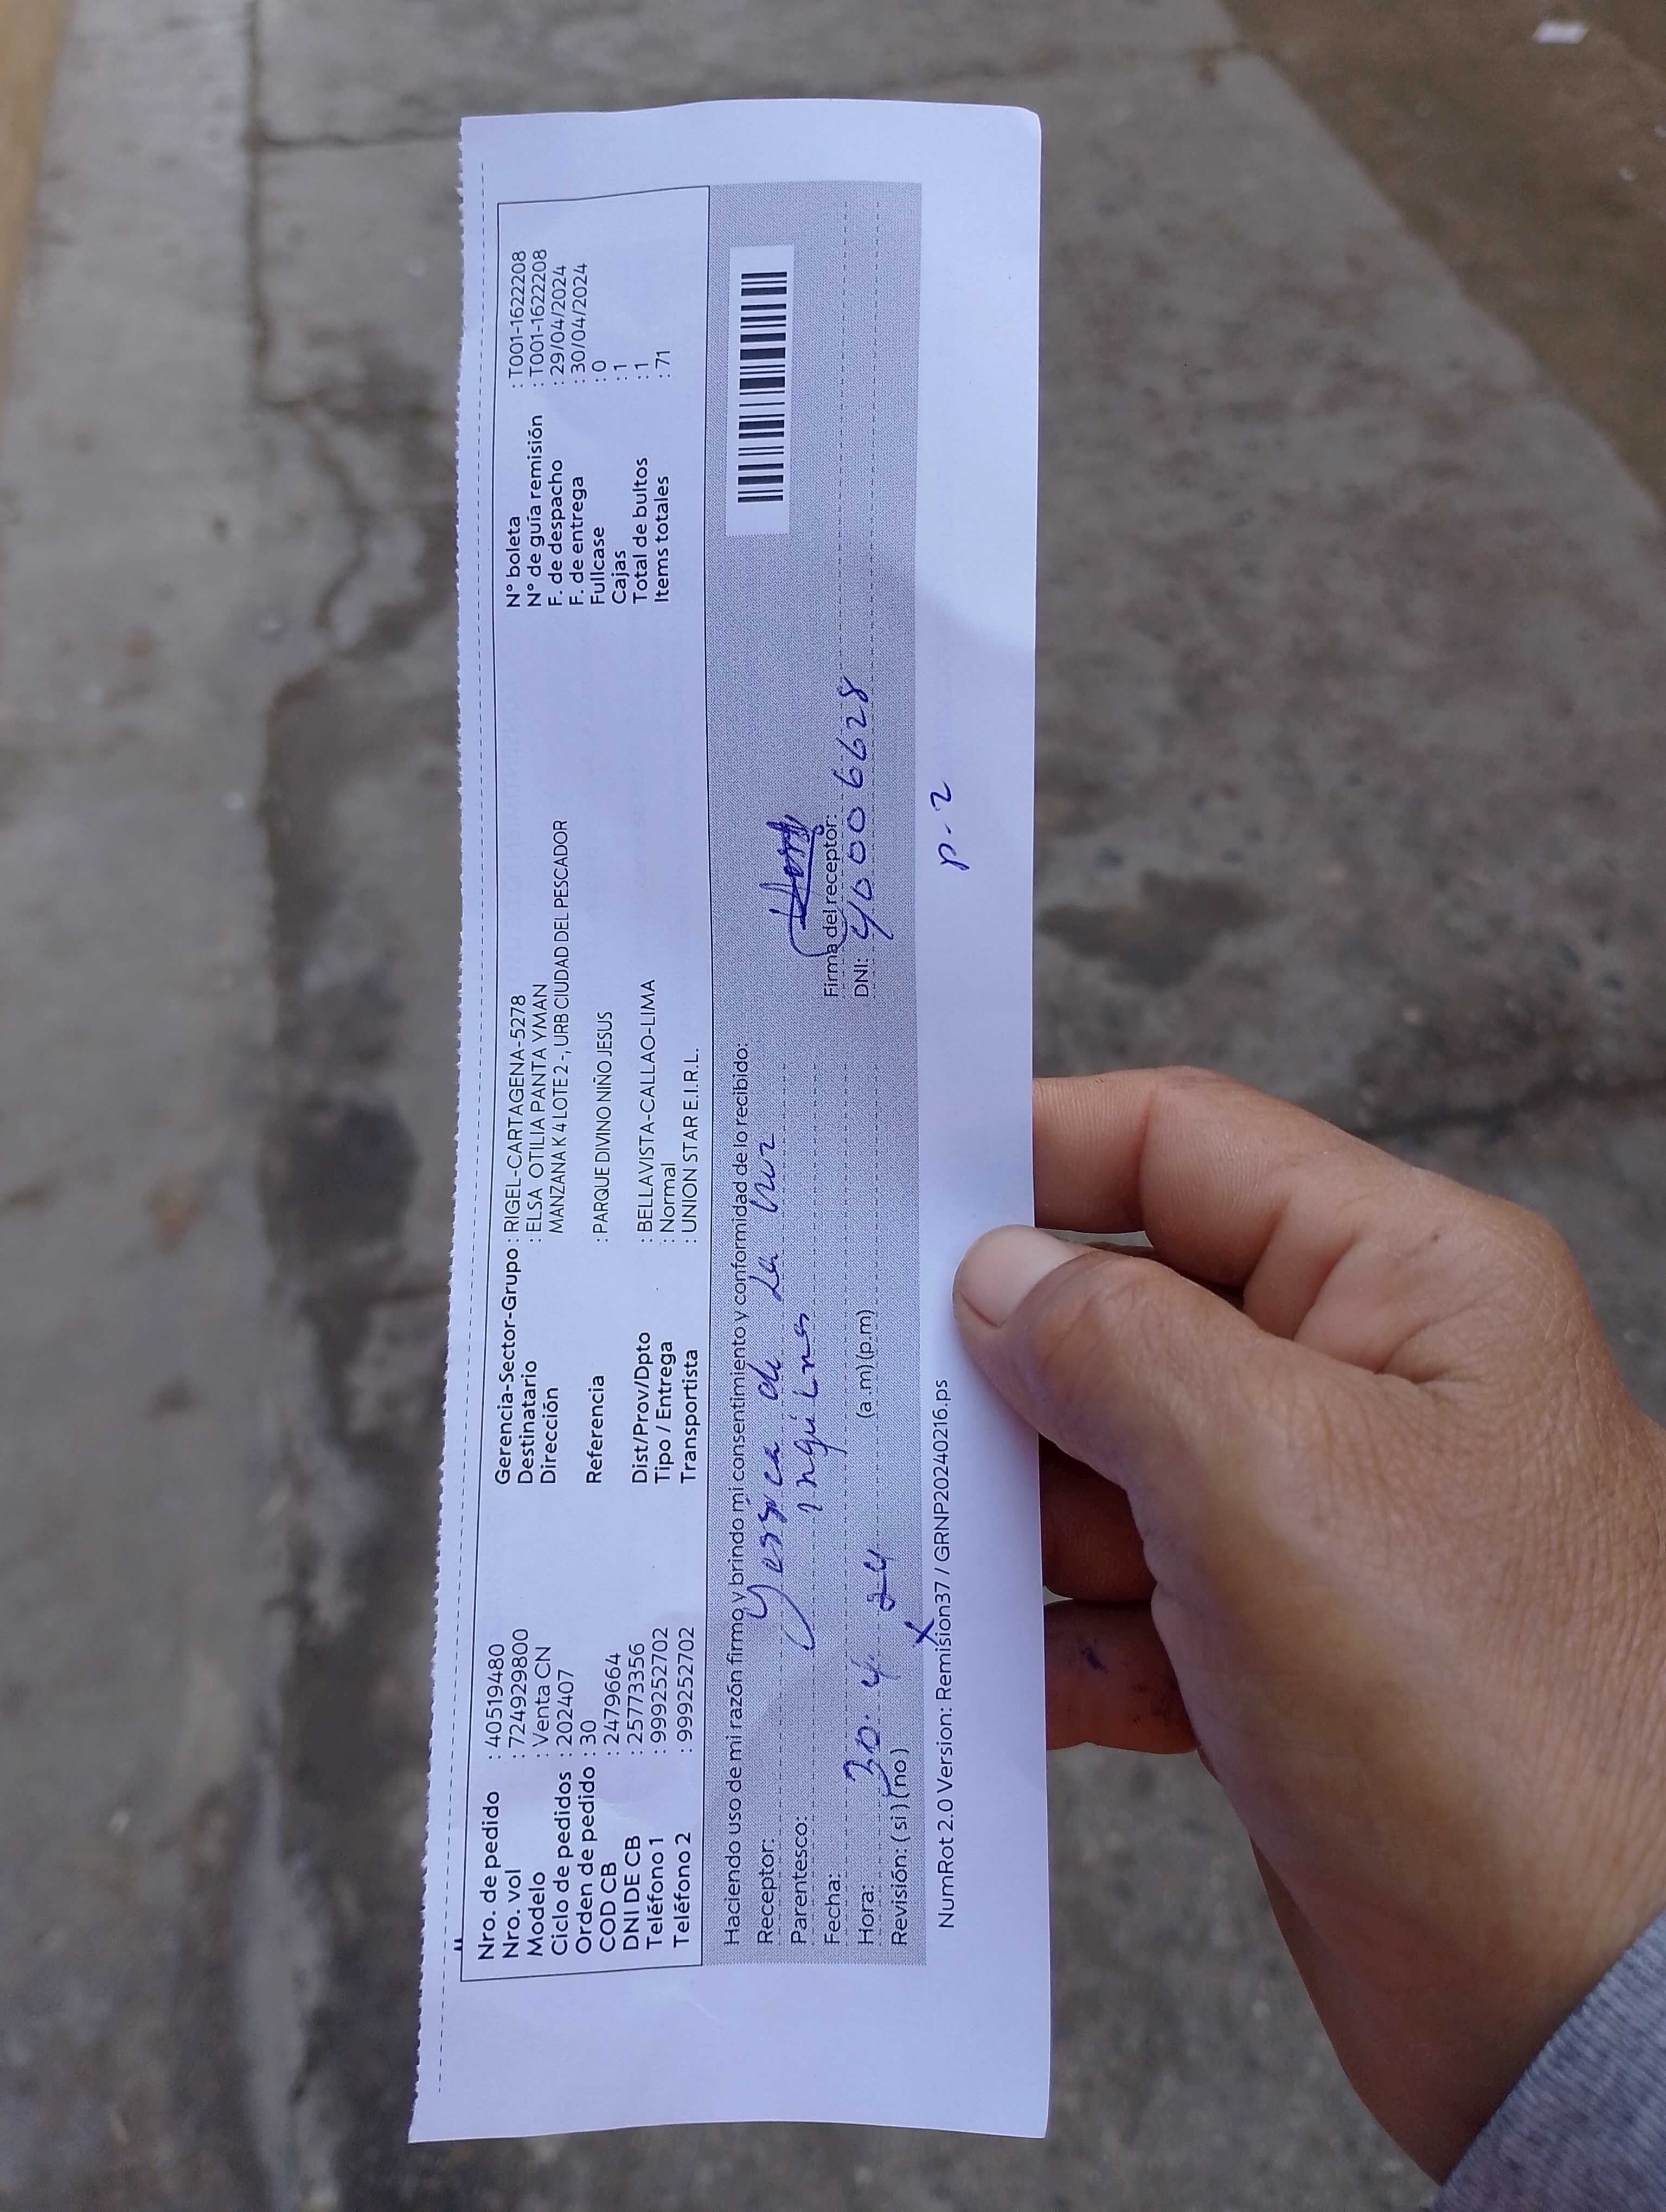 Nro. de pedido : 40519480
Nro. vol : 7249929800
Modelo : Venta CN
Ciclo de pedidos : 202407
Orden de pedido : 30
COD CB : 2479664
DNI DE CB : 25773356
Teléfono 1 : 999252702
Teléfono 2 : 999252702
Gerencia-Sector-Grupo : RIGEL-CARTAGENA-5278
Destinatario : ELSA OTILIA PANTA YMAN
Dirección MANZANA K 4 LOTE 2 -, URB CIUDAD DEL PESCADOR
Referencia : PARQUE DIVINO NIÑO JESUS
Dist/Prov/Dpto : BELLAVISTA-CALLAO-LIMA
Tipo / Entrega : Normal
Transportista : UNION STAR E.I.R.L.
N° boleta : T001-1622208
N° de guía remisión : T001-1622208
F. de despacho : 29/04/2024
F. de entrega : 30/04/2024
Fullcase : 0
Cajas : 1
Total de bultos : 1
Items totales : 71
Haciendo uso de mi razón firmo y brindo mi consentimiento y conformidad de lo recibido:
Receptor: de La
Parentesco:
Fecha: 30. 4 24
Hora: (a.m) (p.m)
Revisión: ( si ) ( no ) X
Firma del receptor:
DNI: 40006628
NumRot 2.0 Version: Remision37 / GRNP20240216.ps
P-2